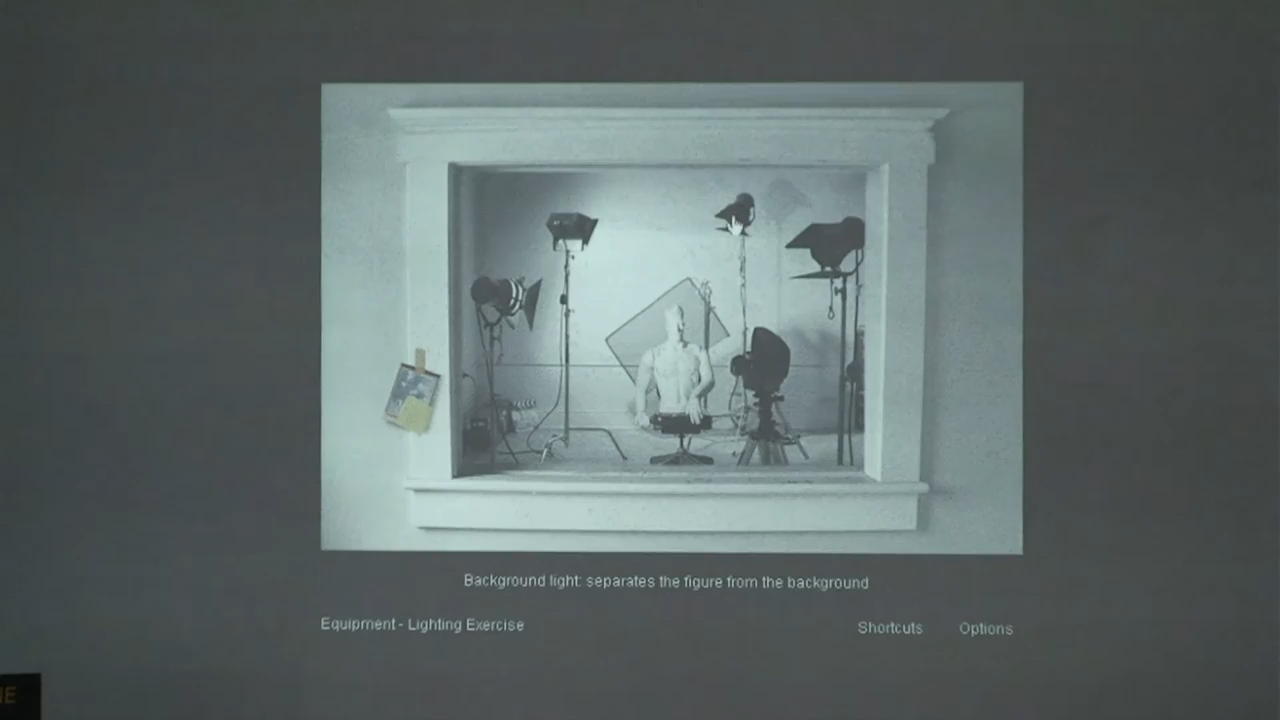 Background light: separates the figure from the background
Equipment - Lighting Exercise
Shortcuts Options